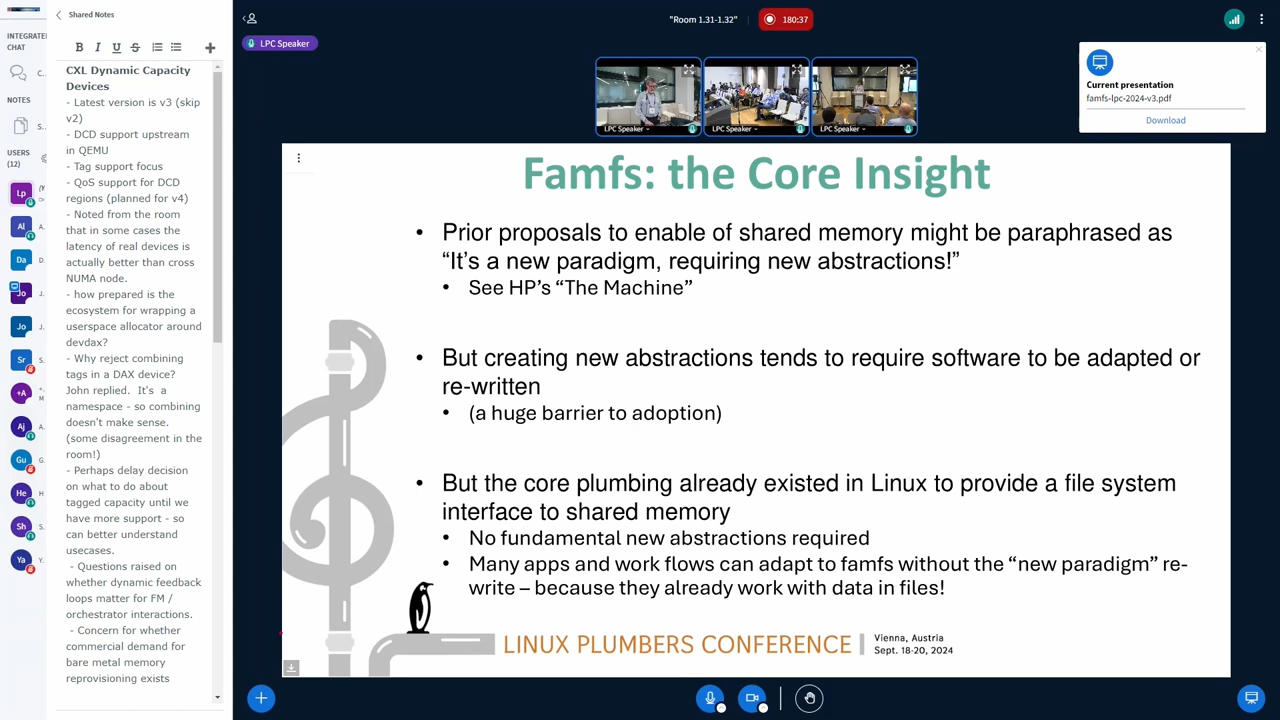 INTEGRATE
CHAT
C..
NOTES
S..
USERS
(12)
Lp
Al
A.
Da
D.
Jo
J.
Jo
J.
Sr
S.
+A
M
Aj
A.
Gu
G.
He
H
Sh
S.
Ya
Y.
Shared Notes
B I U S
CXL Dynamic Capacity
Devices
- Latest version is v3 (skip
v2)
- DCD support upstream
in QEMU
- Tag support focus
- QoS support for DCD
regions (planned for v4)
- Noted from the room
that in some cases the
latency of real devices is
actually better than cross
NUMA node.
- how prepared is the
ecosystem for wrapping a
userspace allocator around
devdax?
- Why reject combining
tags in a DAX device?
John replied. It's a
namespace - so combining
doesn't make sense.
(some disagreement in the
room!)
- Perhaps delay decision
on what to do about
tagged capacity until we
have more support - so
can better understand
usecases.
- Questions raised on
whether dynamic feedback
loops matter for FM /
orchestrator interactions.
- Concern for whether
commercial demand for
bare metal memory
reprovisioning exists
"Room 1.31-1.32"
180:37
LPC Speaker
LPC Speaker
LPC Speaker
LPC Speaker
Current presentation
famfs-lpc-2024-v3.pdf
Download
Famfs: the Core Insight
• Prior proposals to enable of shared memory might be paraphrased as
“It’s a new paradigm, requiring new abstractions!”
• See HP’s “The Machine”
• But creating new abstractions tends to require software to be adapted or
re-written
• (a huge barrier to adoption)
• But the core plumbing already existed in Linux to provide a file system
interface to shared memory
• No fundamental new abstractions required
• Many apps and work flows can adapt to famfs without the “new paradigm” re-
write – because they already work with data in files!
LINUX PLUMBERS CONFERENCE
Vienna, Austria
Sept. 18-20, 2024